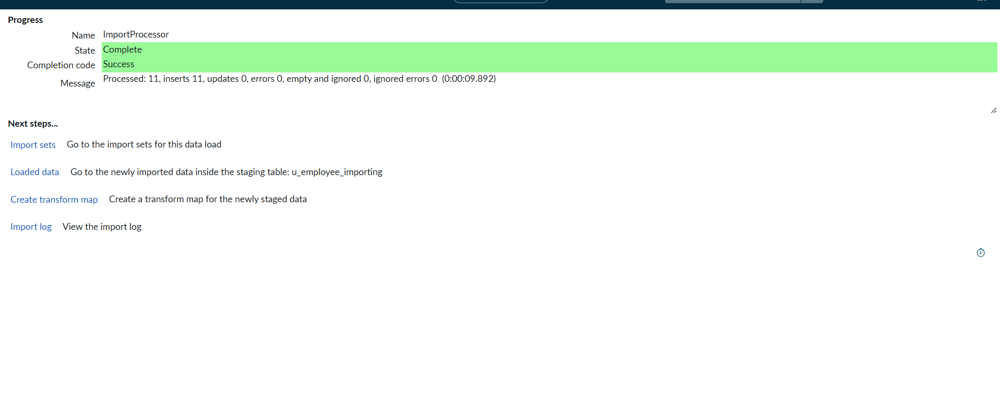 Progress
Name ImportProcessor
State Complete
Completion code Success
Message Processed: 11, inserts 11, updates 0, errors 0, empty and ignored 0, ignored errors 0 (0:00:09.892)
Next steps...
Import sets Go to the import sets for this data load
Loaded data Go to the newly imported data inside the staging table: u_employee_importing
Create transform map Create a transform map for the newly staged data
Import log View the import log